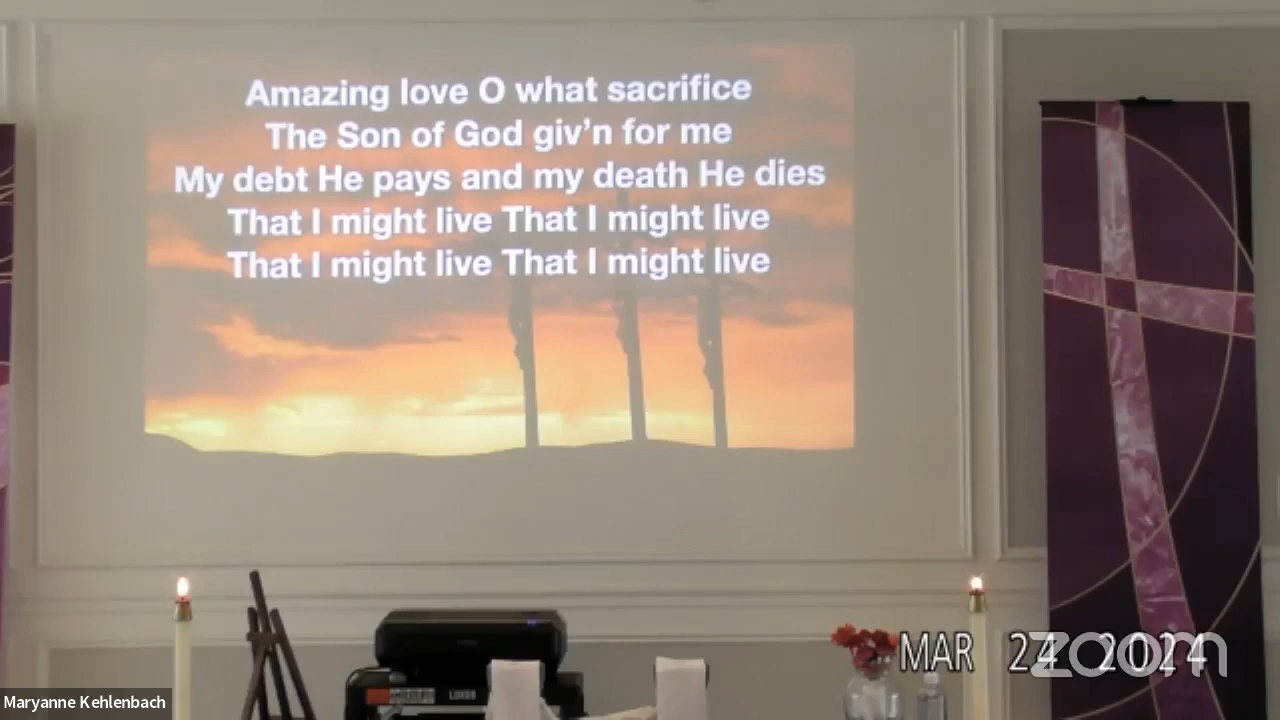 Amazing love O what sacrifice
The Son of God giv'n for me
My debt He pays and my death He dies
That I might live That I might live
That I might live That I might live
MAR 24 2024
zoom
Maryanne Kehlenbach